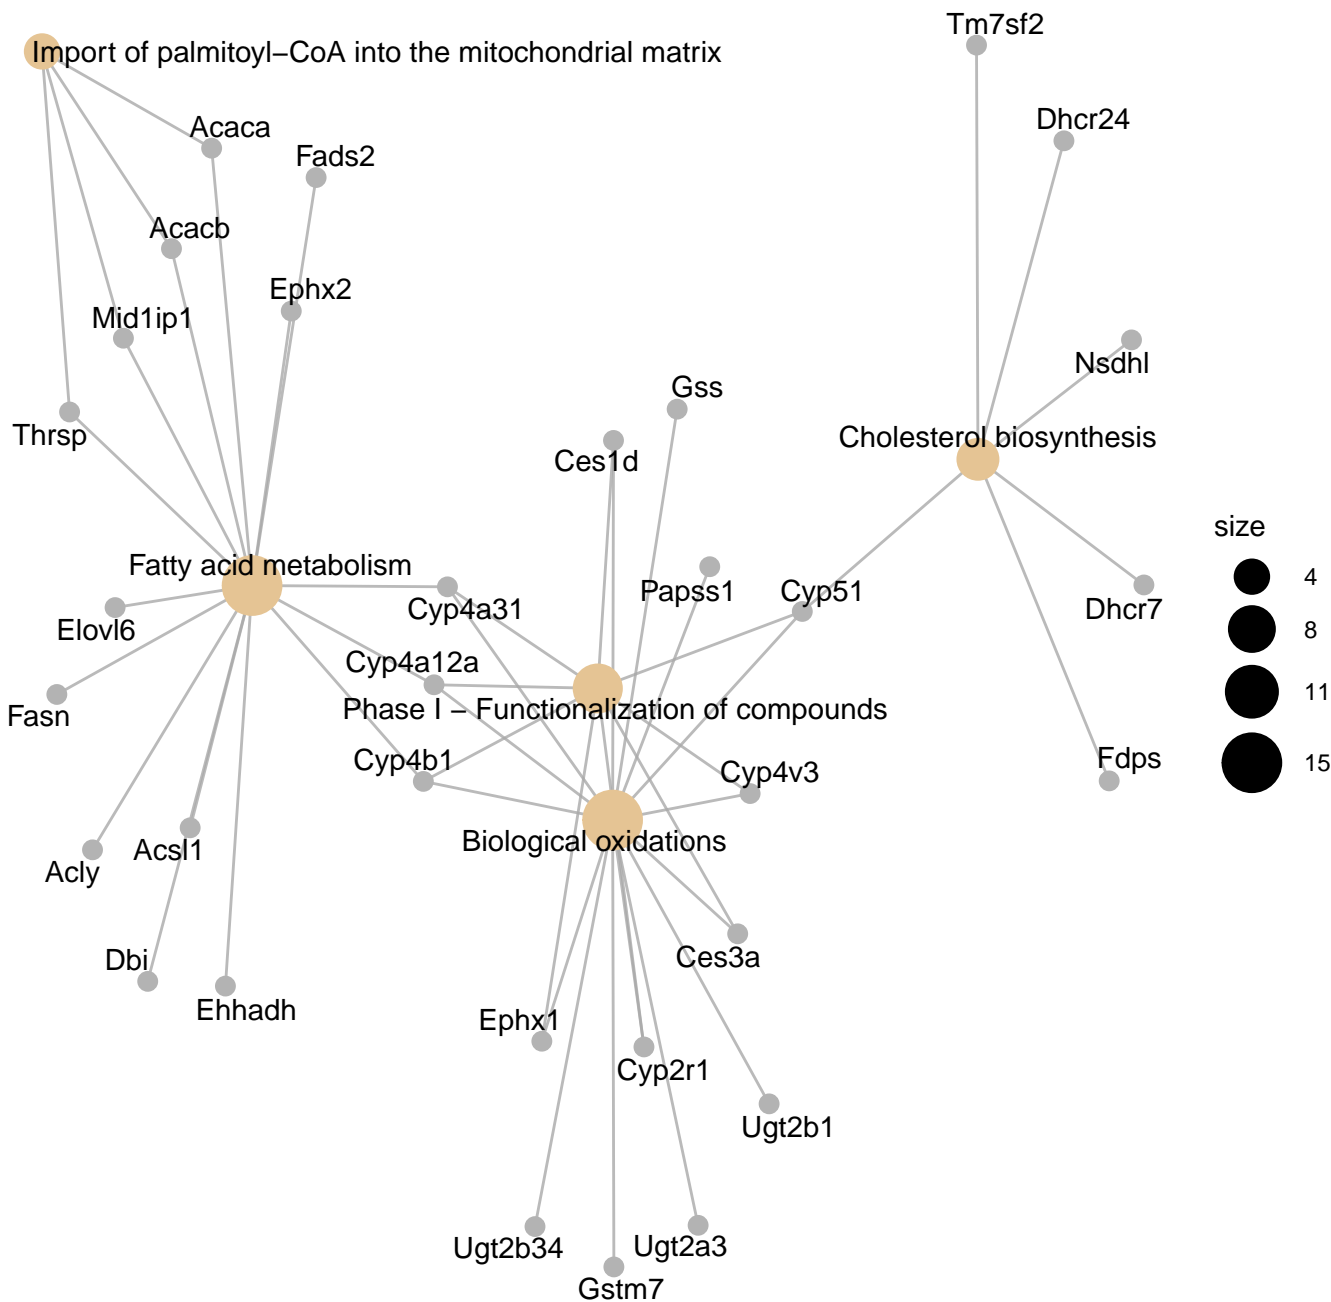 Tm7sf2
Import of palmitoyl−CoA into the mitochondrial matrix
Dhcr24
Acaca
Fads2
Acacb
Ephx2
Mid1ip1
Nsdhl
Gss
Thrsp
Cholesterol biosynthesis
Ces1d
size
Fatty acid metabolism
4
Papss1
Cyp51
Cyp4a31
Dhcr7
Elovl6
8
Cyp4a12a
11
Fasn
Phase I − Functionalization of compounds
Cyp4b1
Cyp4v3
Fdps
15
Biological oxidations
Acsl1
Acly
Dbi
Ces3a
Ehhadh
Ephx1
Cyp2r1
Ugt2b1
Ugt2b34
Ugt2a3
Gstm7